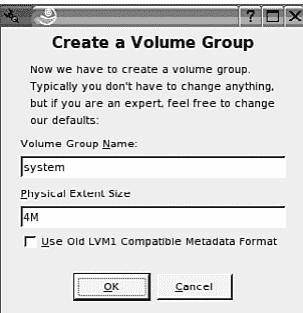 Create a Volume Group
Now we have to create a volume group.
Typically you don't have to change anything,
but if you are an expert, feel free to change
our defaults:
Volume Group Name:
system
Physical Extent Size
4M
Use Old LVM1 Compatible Metadata Format
OK
Cancel